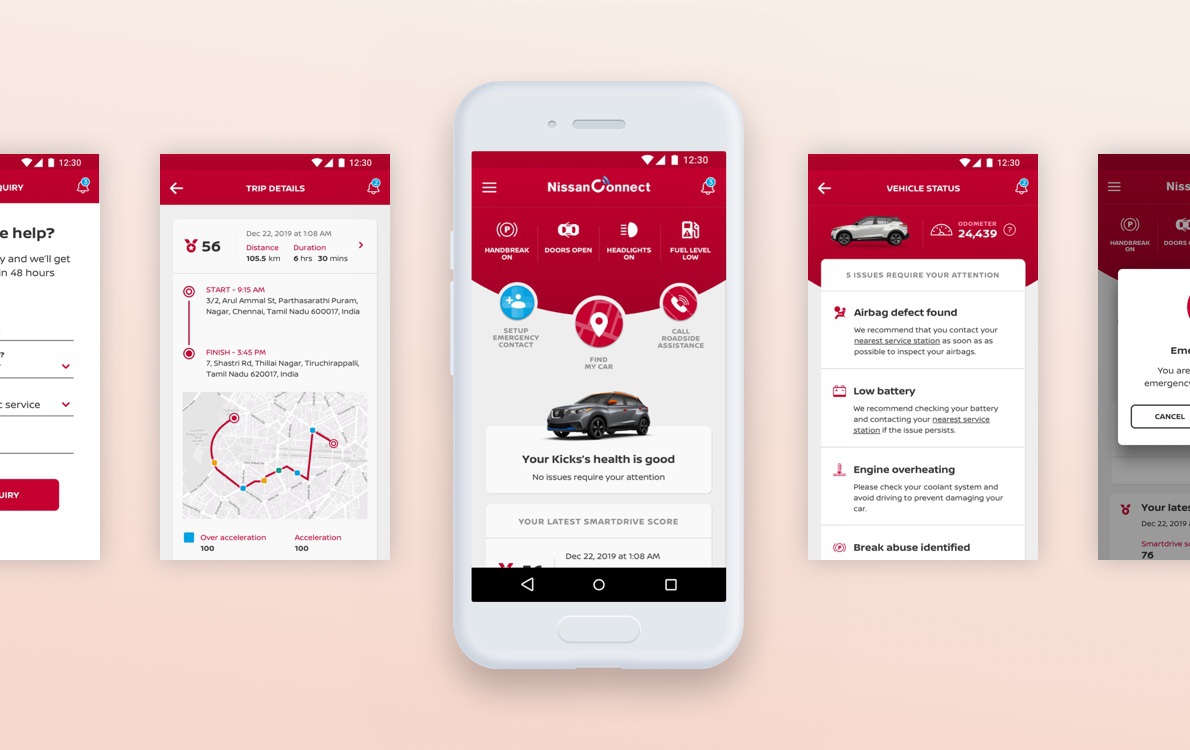 12:30
QUIRY
3
e help?
y and we'll get
in 48 hours
?
c service
UIRY
12:30
TRIP DETAILS
2
56
Dec 22, 2019 at 1:08 AM
Distance
Duration
105.5 km
6 hrs 30 mins
START - 9:15 AM
3/2, Arul Ammal St, Parthasarathi Puram,
Nagar, Chennai, Tamil Nadu 600017, India
FINISH - 3:45 PM
7, Shastri Rd, Thillai Nagar, Tiruchirappalli,
Tamil Nadu 620017, India
Over acceleration
Acceleration
100
100
12:30
NissanConnect
3
HANDBREAK
ON
DOORS OPEN
HEADLIGHTS
ON
FUEL LEVEL
LOW
SETUP
EMERGENCY
CONTACT
FIND
MY CAR
CALL
ROADSIDE
ASSISTANCE
Your Kicks's health is good
No issues require your attention
YOUR LATEST SMARTDRIVE SCORE
Dec 22, 2019 at 1:08 AM
12:30
VEHICLE STATUS
2
ODOMETER
24,439
?
5 ISSUES REQUIRE YOUR ATTENTION
Airbag defect found
We recommend that you contact your
nearest service station as soon as as
possible to inspect your airbags.
Low battery
We recommend checking your battery
and contacting your nearest service
station if the issue persists.
Engine overheating
Please check your coolant system and
avoid driving to prevent damaging your
car.
Break abuse identified
Niss
HANDBREAK
ON
DOORS O
Eme
You are
emergency
CANCEL
Your lates
Dec 22, 2019 a
Smartdrive sc
76